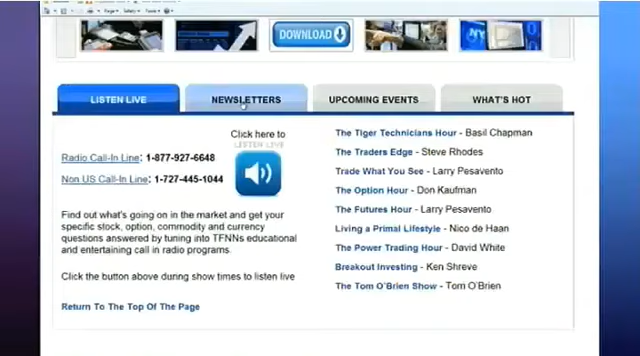 Page Safety Tools
DOWNLOAD
NY
LISTEN LIVE
NEWSLETTERS
UPCOMING EVENTS
WHAT'S HOT
Click here to
LISTEN LIVE
Radio Call-In Line: 1-877-927-6648
Non US Call-In Line: 1-727-445-1044
Find out what's going on in the market and get your
specific stock, option, commodity and currency
questions answered by tuning into TFNNs educational
and entertaining call in radio programs.
Click the button above during show times to listen live
Return To The Top Of The Page
The Tiger Technicians Hour - Basil Chapman
The Traders Edge - Steve Rhodes
Trade What You See - Larry Pesavento
The Option Hour - Don Kaufman
The Futures Hour - Larry Pesavento
Living a Primal Lifestyle - Nico de Haan
The Power Trading Hour - David White
Breakout Investing - Ken Shreve
The Tom O'Brien Show - Tom O'Brien